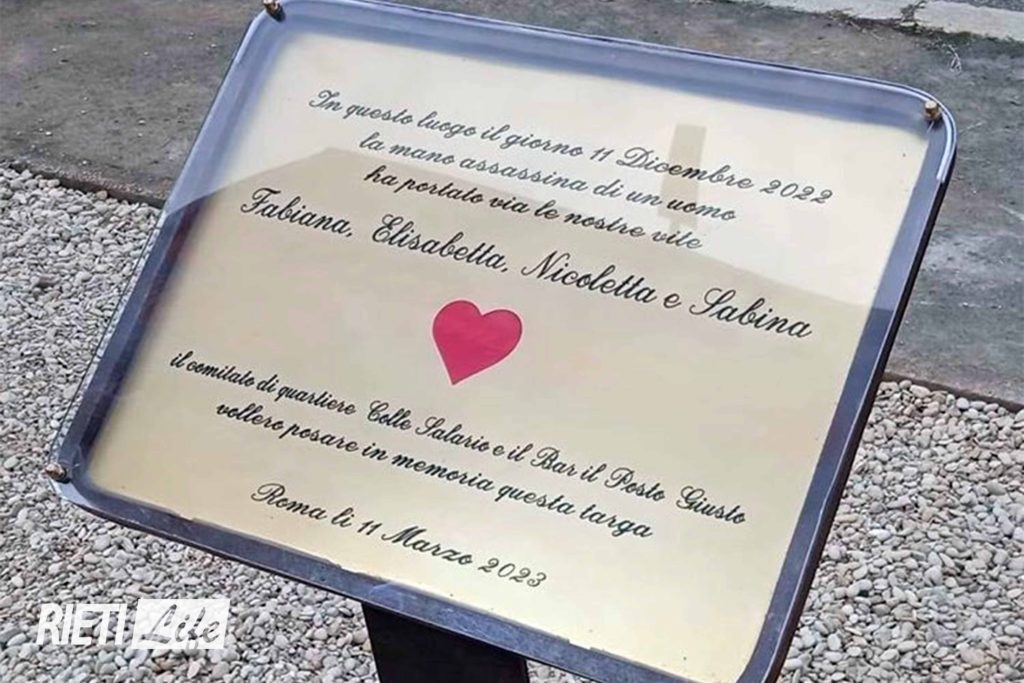 In questo luogo il giorno 11 Dicembre 2022
la mano assassina di un uomo
ha portato via le nostre vite
Fabiana, Elisabetta, Nicoletta e Sabina
il comitato di quartiere Colle Salario e il Bar il Posto Giusto
vollero posare in memoria questa targa
Roma li 11 Marzo 2023
RIETI Life